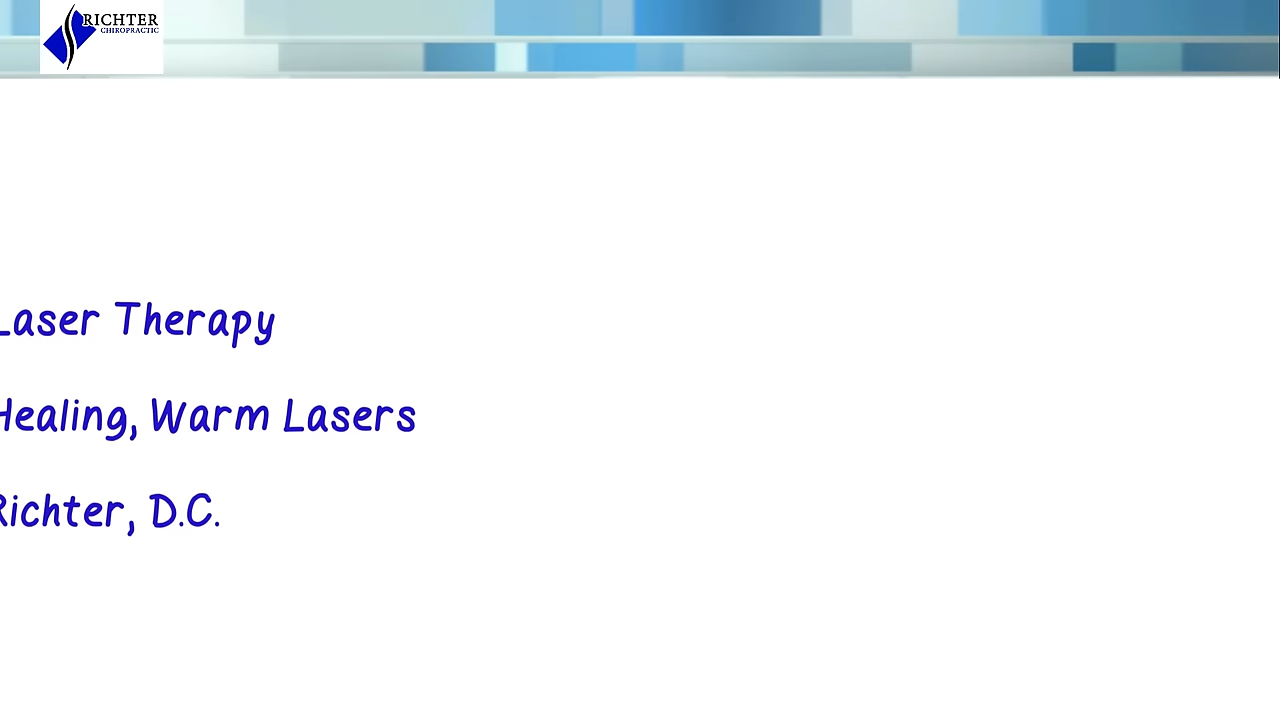 RICHTER
CHIROPRACTIC
Laser Therapy
Healing, Warm Lasers
Richter, D.C.